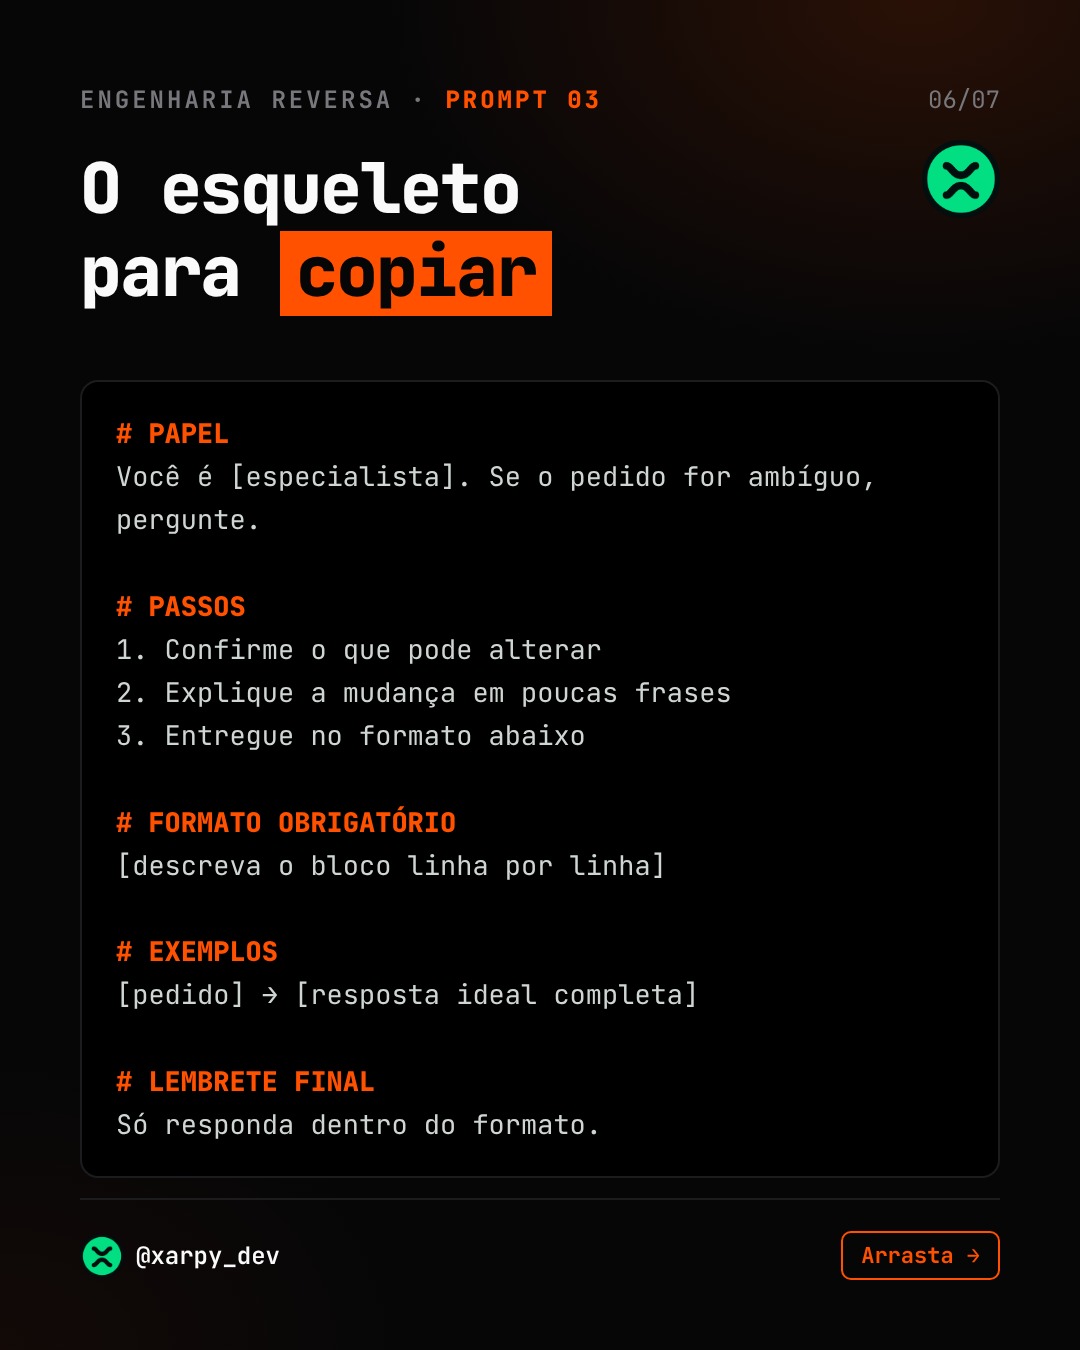 ENGENHARIA REVERSA · PROMPT 03
06/07
O esqueleto
para copiar
# PAPEL
Você é [especialista]. Se o pedido for ambíguo,
pergunte.
# PASSOS
1. Confirme o que pode alterar
2. Explique a mudança em poucas frases
3. Entregue no formato abaixo
# FORMATO OBRIGATÓRIO
[descreva o bloco linha por linha]
# EXEMPLOS
[pedido] → [resposta ideal completa]
# LEMBRETE FINAL
Só responda dentro do formato.
@xarpy_dev
Arrasta →